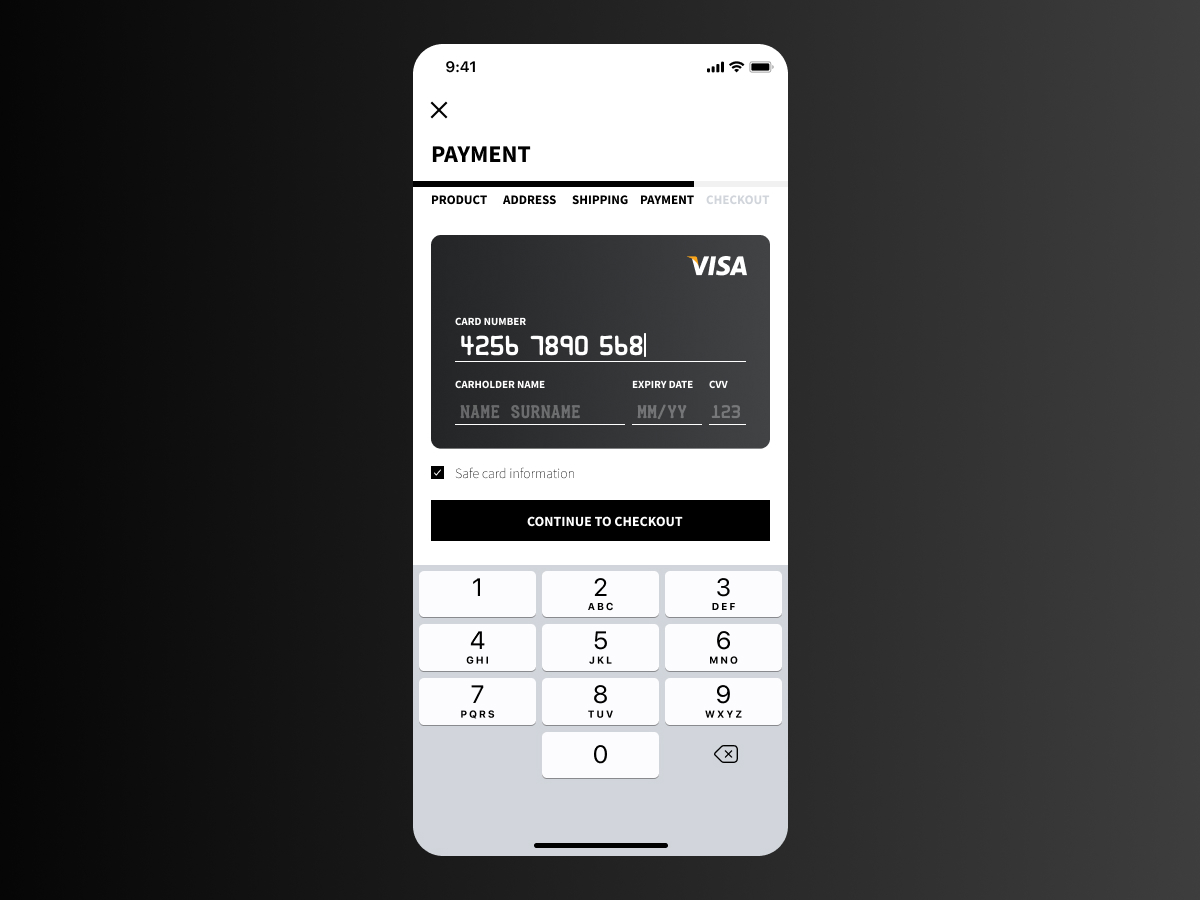 9:41
PAYMENT
PRODUCT ADDRESS SHIPPING PAYMENT CHECKOUT
VISA
CARD NUMBER
4256 7890 568
CARHOLDER NAME EXPIRY DATE CVV
NAME SURNAME MM/YY 123
Safe card information
CONTINUE TO CHECKOUT
1 2 3
ABC DEF
4 5 6
GHI JKL MNO
7 8 9
PQRS TUV WXYZ
0